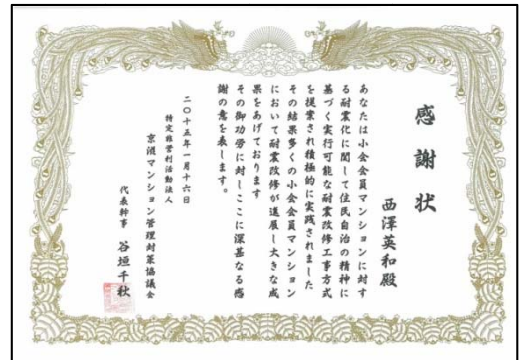 感謝状
西澤英和殿
あなたは小会会員マンションに対す
る耐震化に関して住民自治の精神に
基づく実行可能な耐震改修工事方式
を提案され積極的に実践されました
その結果多くの小会会員マンション
において耐震改修が進展し大きな成
果をあげております
その御功労に対しここに深甚なる感
謝の意を表します。
二〇十五年一月十六日
特定非営利活動法人
京滋マンション管理対策協議会
代表幹事 谷垣千秋